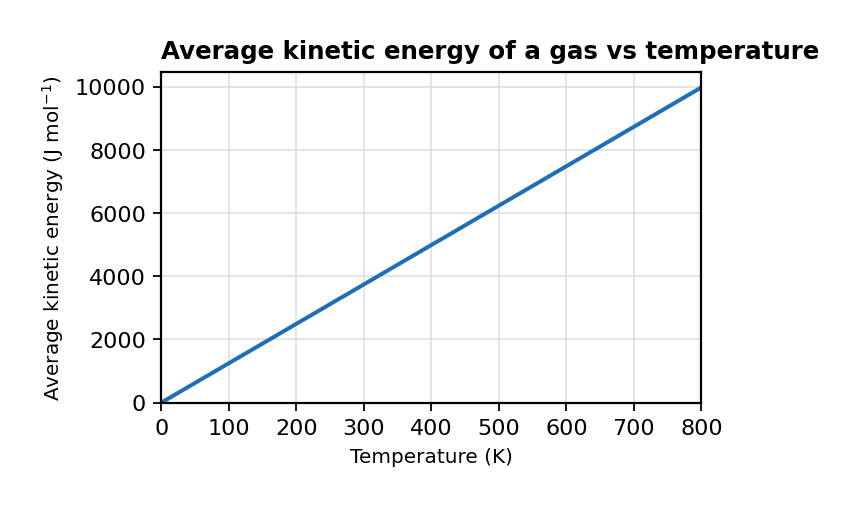 Average kinetic energy of a gas vs temperature
Average kinetic energy (J mol⁻¹)
10000
8000
6000
4000
2000
0
0 100 200 300 400 500 600 700 800
Temperature (K)